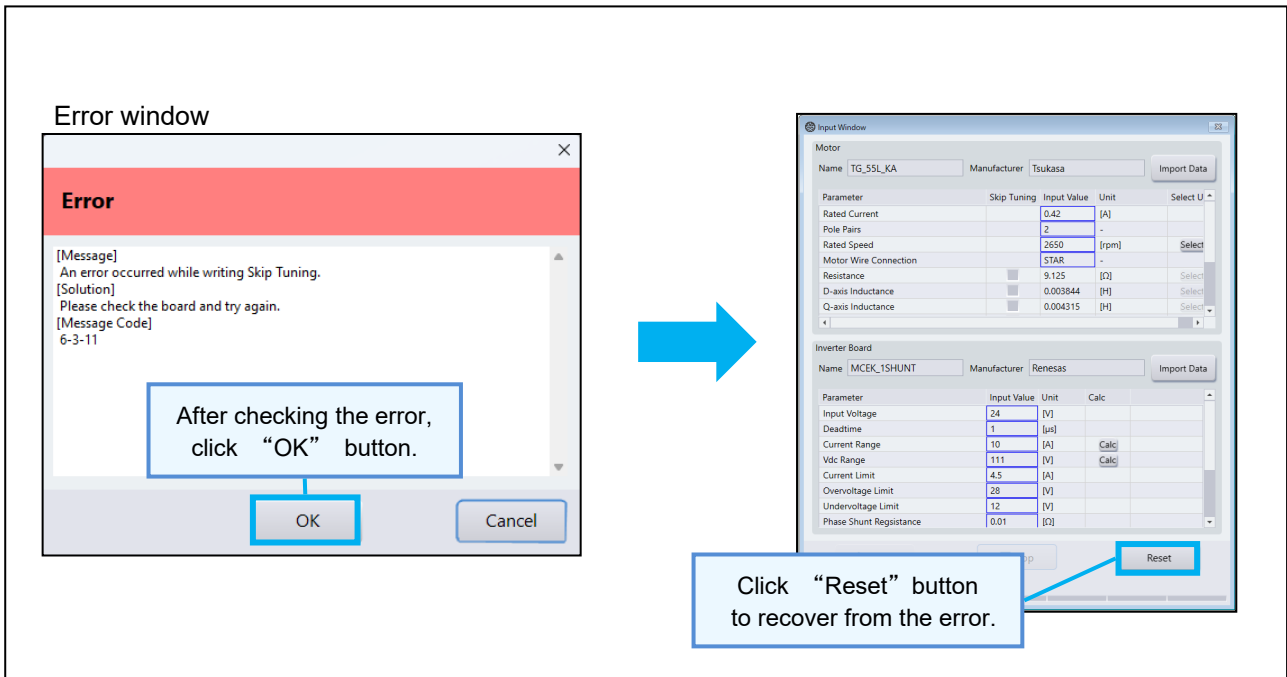 Error window
×
Error
[Message]
An error occurred while writing Skip Tuning.
[Solution]
Please check the board and try again.
[Message Code]
6-3-11
After checking the error,
click “OK” button.
OK Cancel
Input Window
Motor
Name TG_55L_KA Manufacturer Tsukasa Import Data
Parameter Skip Tuning Input Value Unit Select U
Rated Current 0.42 [A]
Pole Pairs 2 -
Rated Speed 2650 [rpm] Select
Motor Wire Connection STAR -
Resistance 9.125 [Ω] Select
D-axis Inductance 0.003844 [H] Select
Q-axis Inductance 0.004315 [H] Select
Inverter Board
Name MCEK_1SHUNT Manufacturer Renesas Import Data
Parameter Input Value Unit Calc
Input Voltage 24 [V]
Deadtime 1 [μs]
Current Range 10 [A] Calc
Vdc Range 111 [V] Calc
Current Limit 4.5 [A]
Overvoltage Limit 28 [V]
Undervoltage Limit 12 [V]
Phase Shunt Regsistance 0.01 [Ω]
Reset
Click “Reset” button
to recover from the error.